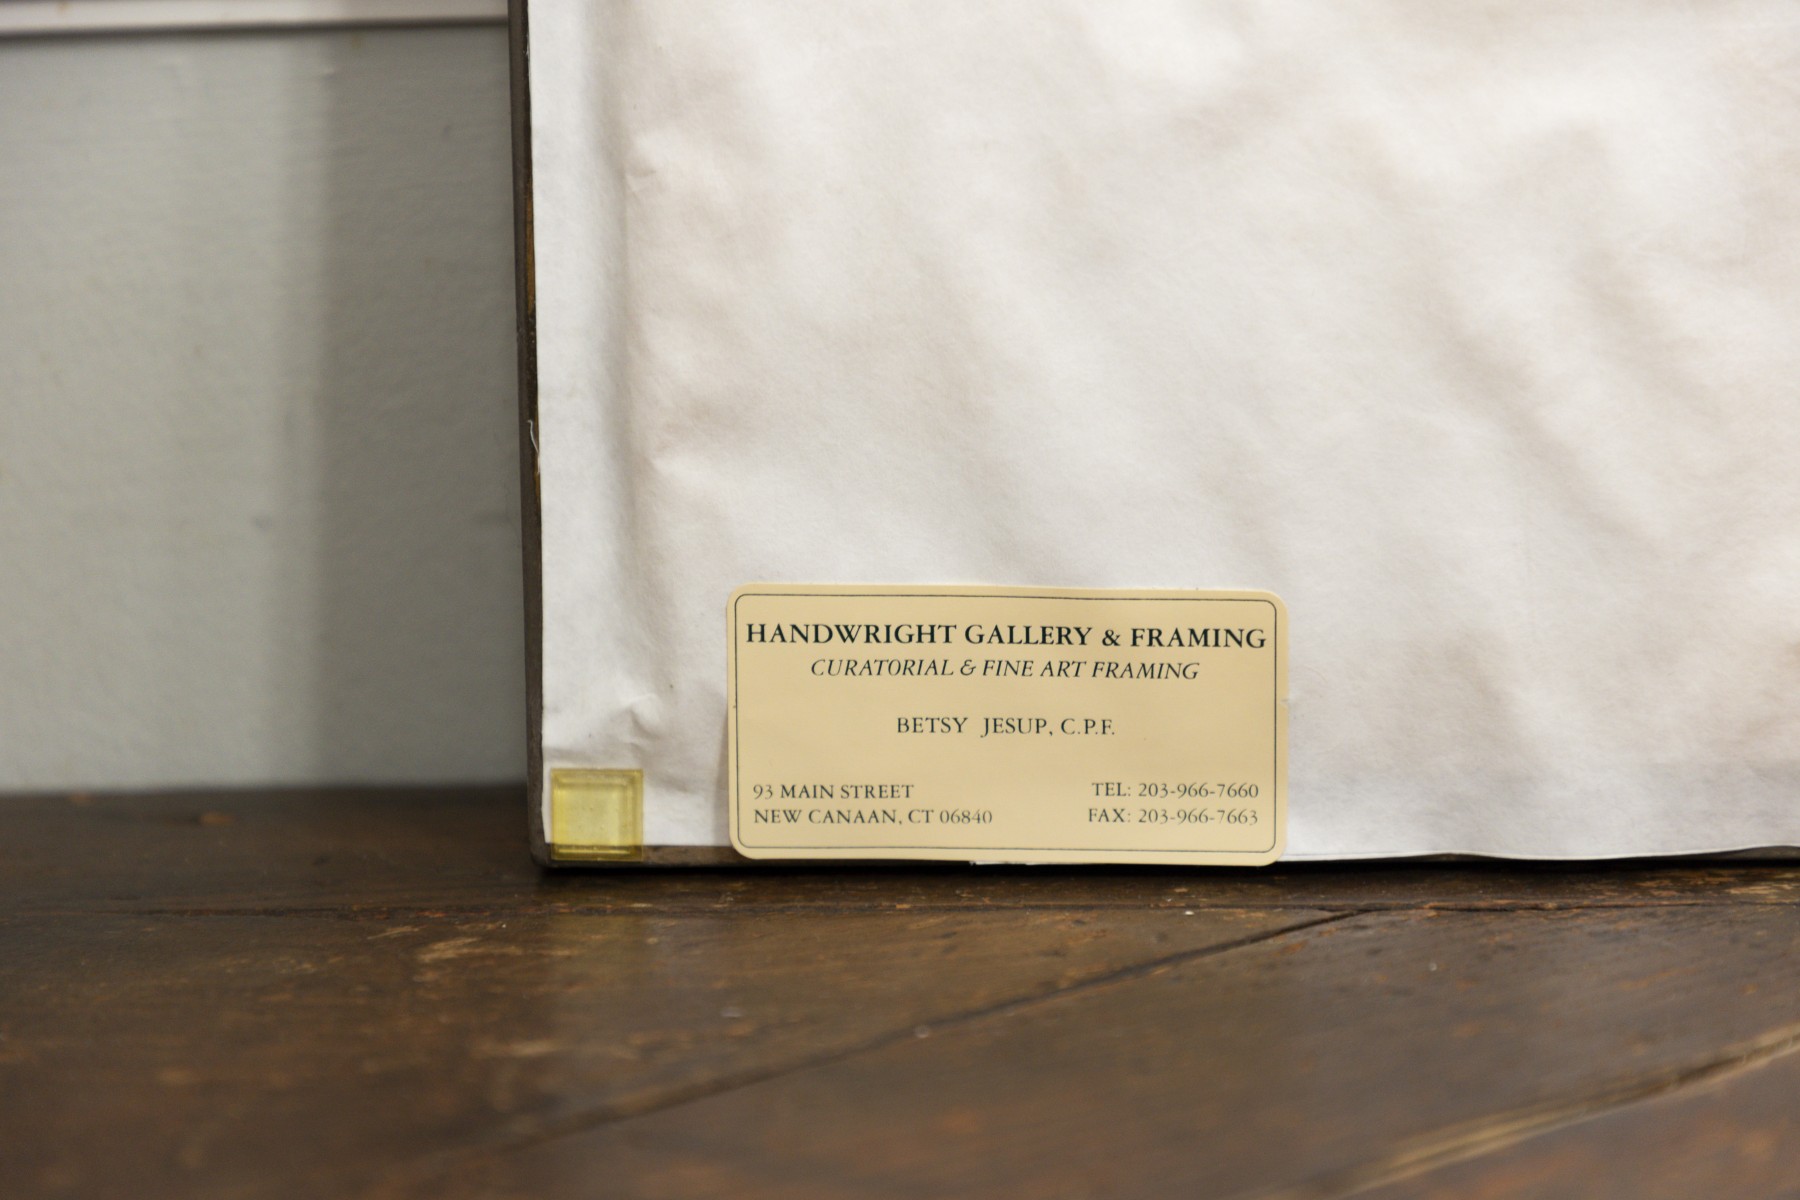 HANDWRIGHT GALLERY & FRAMING
CURATORIAL & FINE ART FRAMING
BETSY JESUP, C.P.F.
93 MAIN STREET
NEW CANAAN, CT 06840
TEL: 203-966-7660
FAX: 203-966-7663